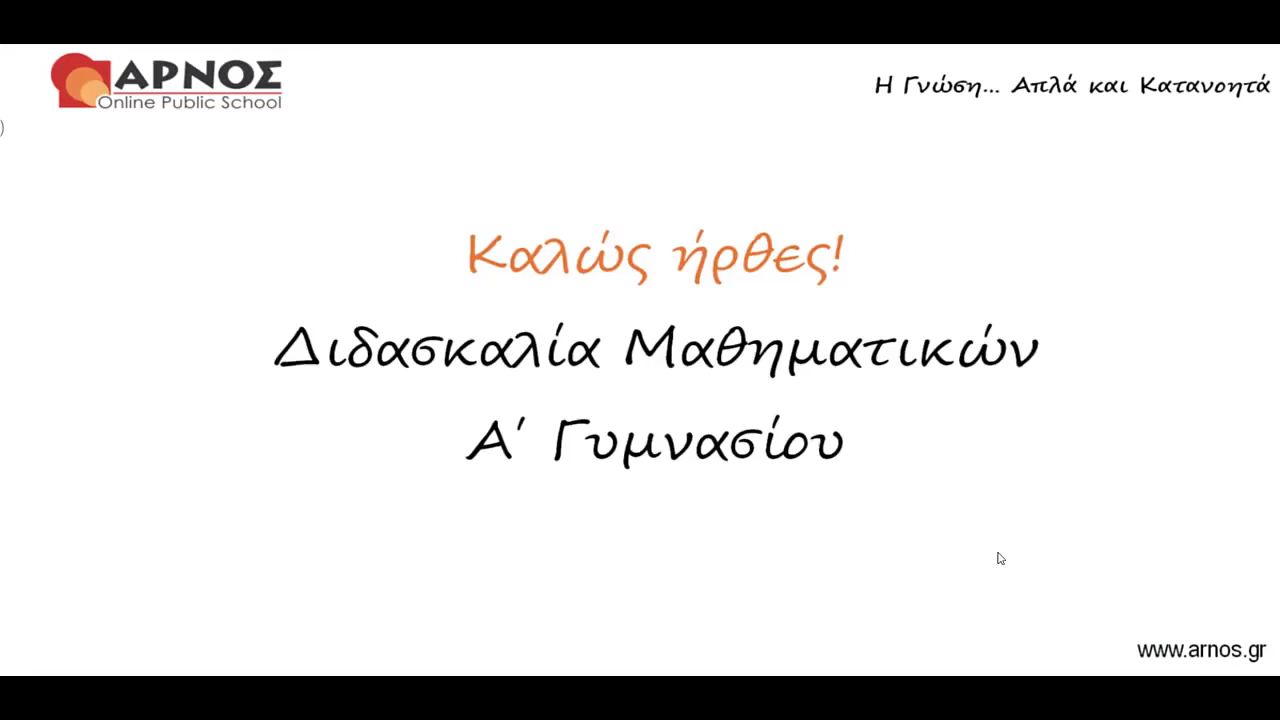 ΑΡΝΟΣ
Online Public School
Η Γνώση... Απλά και Κατανοητά
)
Καλώς ήρθες!
Διδασκαλία Μαθηματικών
Α' Γυμνασίου
www.arnos.gr